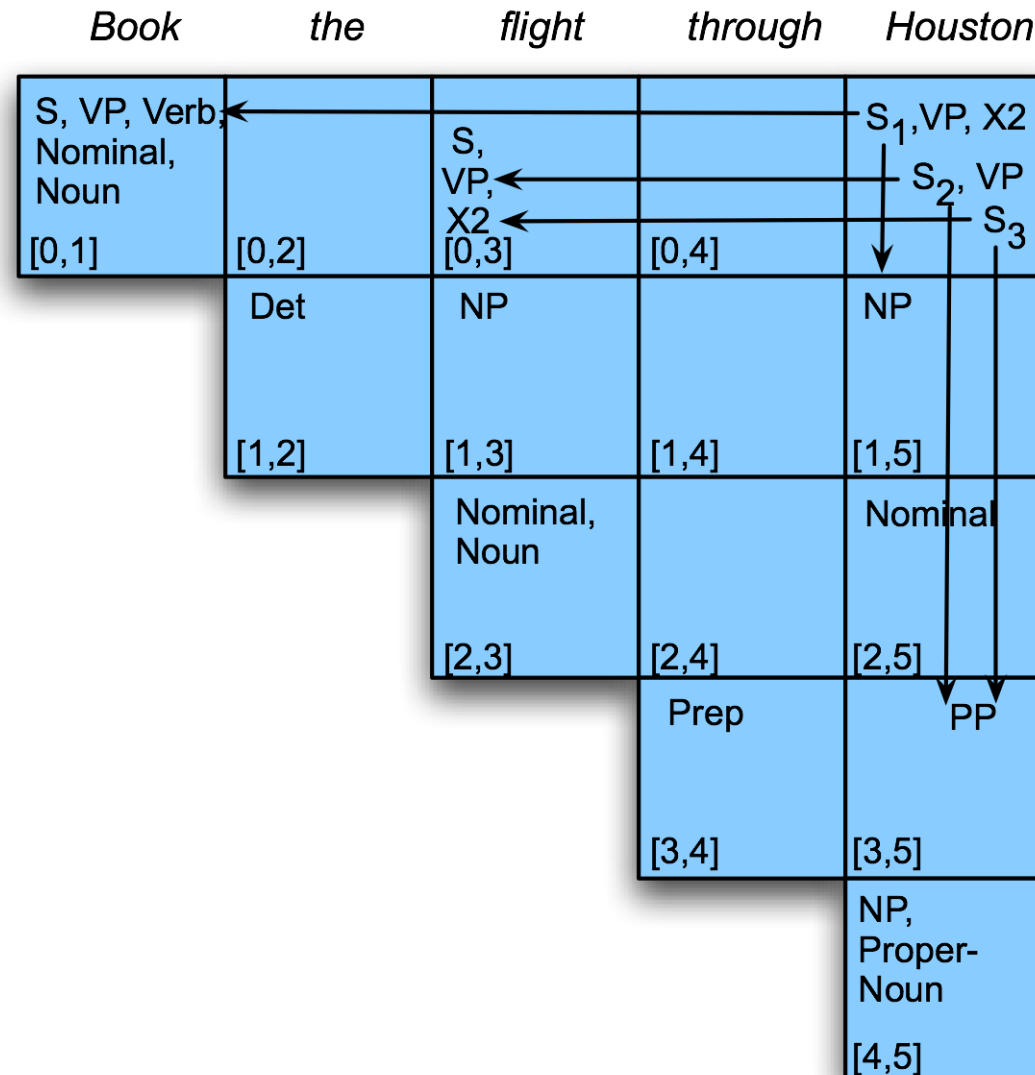 Book the flight through Houston
S, VP, Verb,
Nominal,
Noun
[0,1]
[0,2]
S,
VP,
X2
[0,3]
[0,4]
S1,VP, X2
S2, VP
S3
Det
[1,2]
NP
[1,3]
[1,4]
NP
[1,5]
Nominal,
Noun
[2,3]
[2,4]
Nominal
[2,5]
Prep
[3,4]
PP
[3,5]
NP,
Proper-
Noun
[4,5]